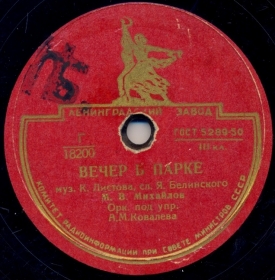 ЛЕНИНГРАДСКИЙ ЗАВОД
ГОСТ 5289-50
Г
18200
ВЕЧЕР В ПАРКЕ
муз. К. Листова, сл. Я. Белинского
М. В. Михайлов
Орк. под упр.
А.М.Ковалева
КОМИТЕТ РАДИОИНФОРМАЦИИ ПРИ СОВЕТЕ МИНИСТРОВ СССР